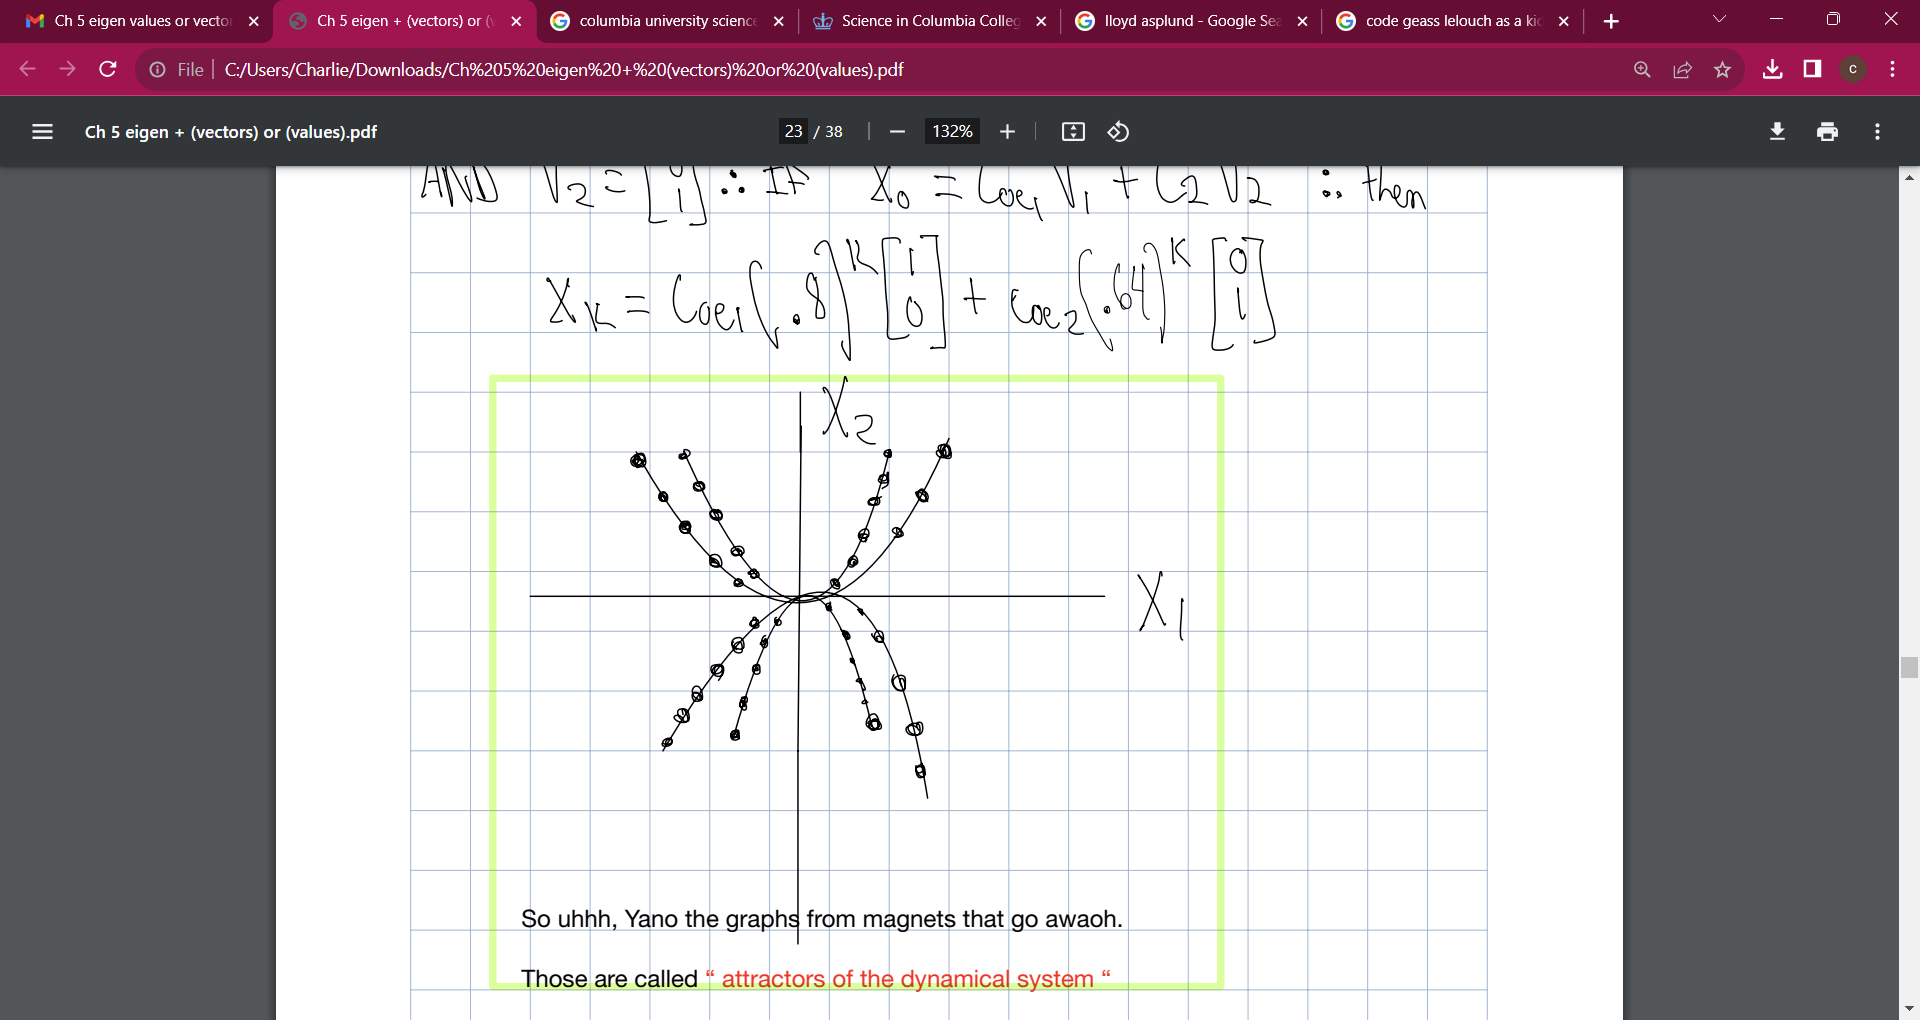 Ch 5 eigen values or vector
Ch 5 eigen + (vectors) or (v
columbia university science
Science in Columbia Colleg
lloyd asplund - Google Sea
code geass lelouch as a kid
File
C:/Users/Charlie/Downloads/Ch%205%20eigen%20+%20(vectors)%20or%20(values).pdf
c
Ch 5 eigen + (vectors) or (values).pdf
23 / 38
132%
AND V2 = [0 1] ∴ IF X0 = Coe1 V1 + C2 V2 ∴ then
XK = Coe1(.8)^K [1 0] + Coe2(.64)^K [0 1]
X2
X1
So uhhh, Yano the graphs from magnets that go awaoh.
Those are called “ attractors of the dynamical system “